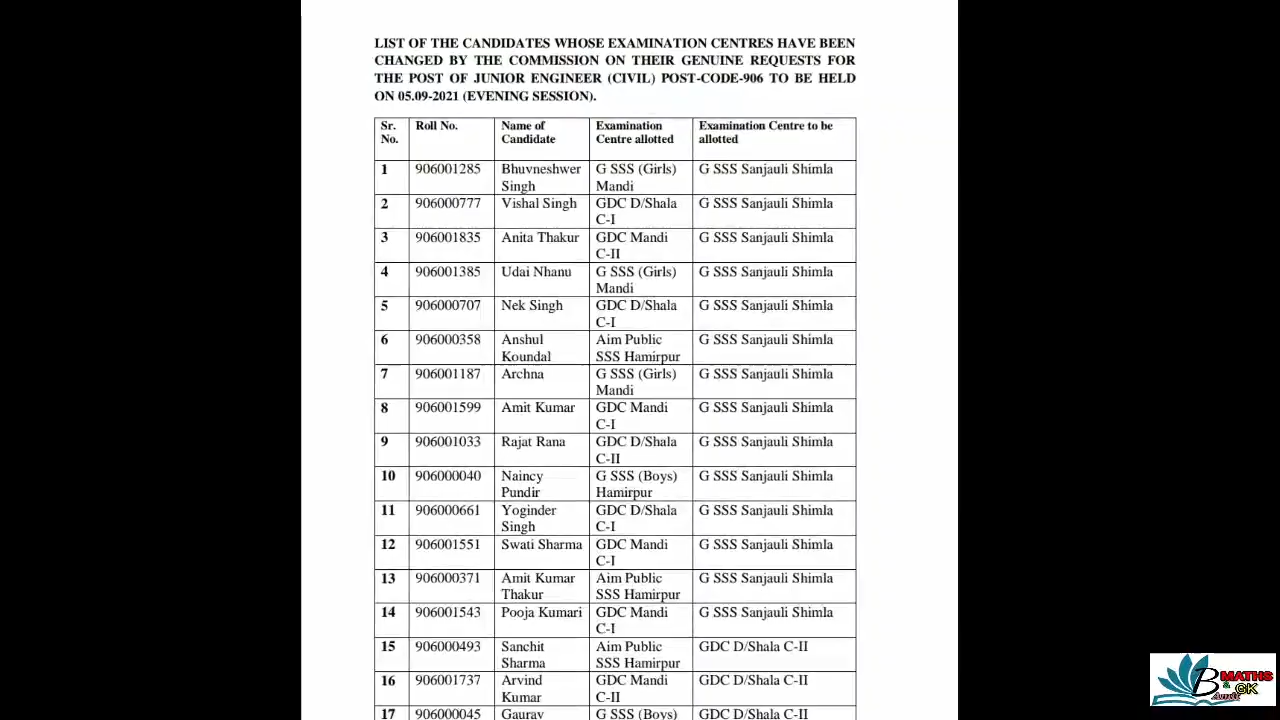 LIST OF THE CANDIDATES WHOSE EXAMINATION CENTRES HAVE BEEN
CHANGED BY THE COMMISSION ON THEIR GENUINE REQUESTS FOR
THE POST OF JUNIOR ENGINEER (CIVIL) POST-CODE-906 TO BE HELD
ON 05.09-2021 (EVENING SESSION).
Sr. No. Roll No. Name of Candidate Examination Centre allotted Examination Centre to be allotted
1 906001285 Bhuvneshwer Singh G SSS (Girls) Mandi G SSS Sanjauli Shimla
2 906000777 Vishal Singh GDC D/Shala C-I G SSS Sanjauli Shimla
3 906001835 Anita Thakur GDC Mandi C-II G SSS Sanjauli Shimla
4 906001385 Udai Nhanu G SSS (Girls) Mandi G SSS Sanjauli Shimla
5 906000707 Nek Singh GDC D/Shala C-I G SSS Sanjauli Shimla
6 906000358 Anshul Koundal Aim Public SSS Hamirpur G SSS Sanjauli Shimla
7 906001187 Archna G SSS (Girls) Mandi G SSS Sanjauli Shimla
8 906001599 Amit Kumar GDC Mandi C-I G SSS Sanjauli Shimla
9 906001033 Rajat Rana GDC D/Shala C-II G SSS Sanjauli Shimla
10 906000040 Naincy Pundir G SSS (Boys) Hamirpur G SSS Sanjauli Shimla
11 906000661 Yoginder Singh GDC D/Shala C-I G SSS Sanjauli Shimla
12 906001551 Swati Sharma GDC Mandi C-I G SSS Sanjauli Shimla
13 906000371 Amit Kumar Thakur Aim Public SSS Hamirpur G SSS Sanjauli Shimla
14 906001543 Pooja Kumari GDC Mandi C-I G SSS Sanjauli Shimla
15 906000493 Sanchit Sharma Aim Public SSS Hamirpur GDC D/Shala C-II
16 906001737 Arvind Kumar GDC Mandi C-II GDC D/Shala C-II
17 906000045 Gaurav G SSS (Boys) GDC D/Shala C-II
B MATHS
& GK